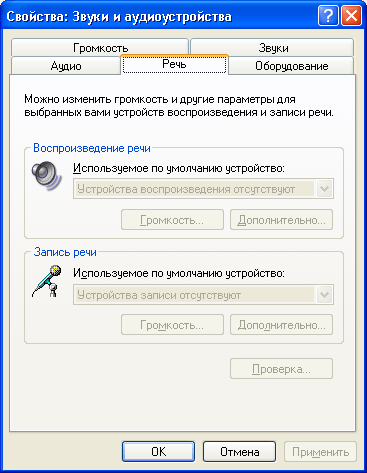 Свойства: Звуки и аудиоустройства
Громкость
Звуки
Аудио
Речь
Оборудование
Можно изменить громкость и другие параметры для
выбранных вами устройств воспроизведения и записи речи.
Воспроизведение речи
Используемое по умолчанию устройство:
Устройства воспроизведения отсутствуют
Громкость...
Дополнительно...
Запись речи
Используемое по умолчанию устройство:
Устройства записи отсутствуют
Громкость...
Дополнительно...
Проверка...
ОК
Отмена
Применить